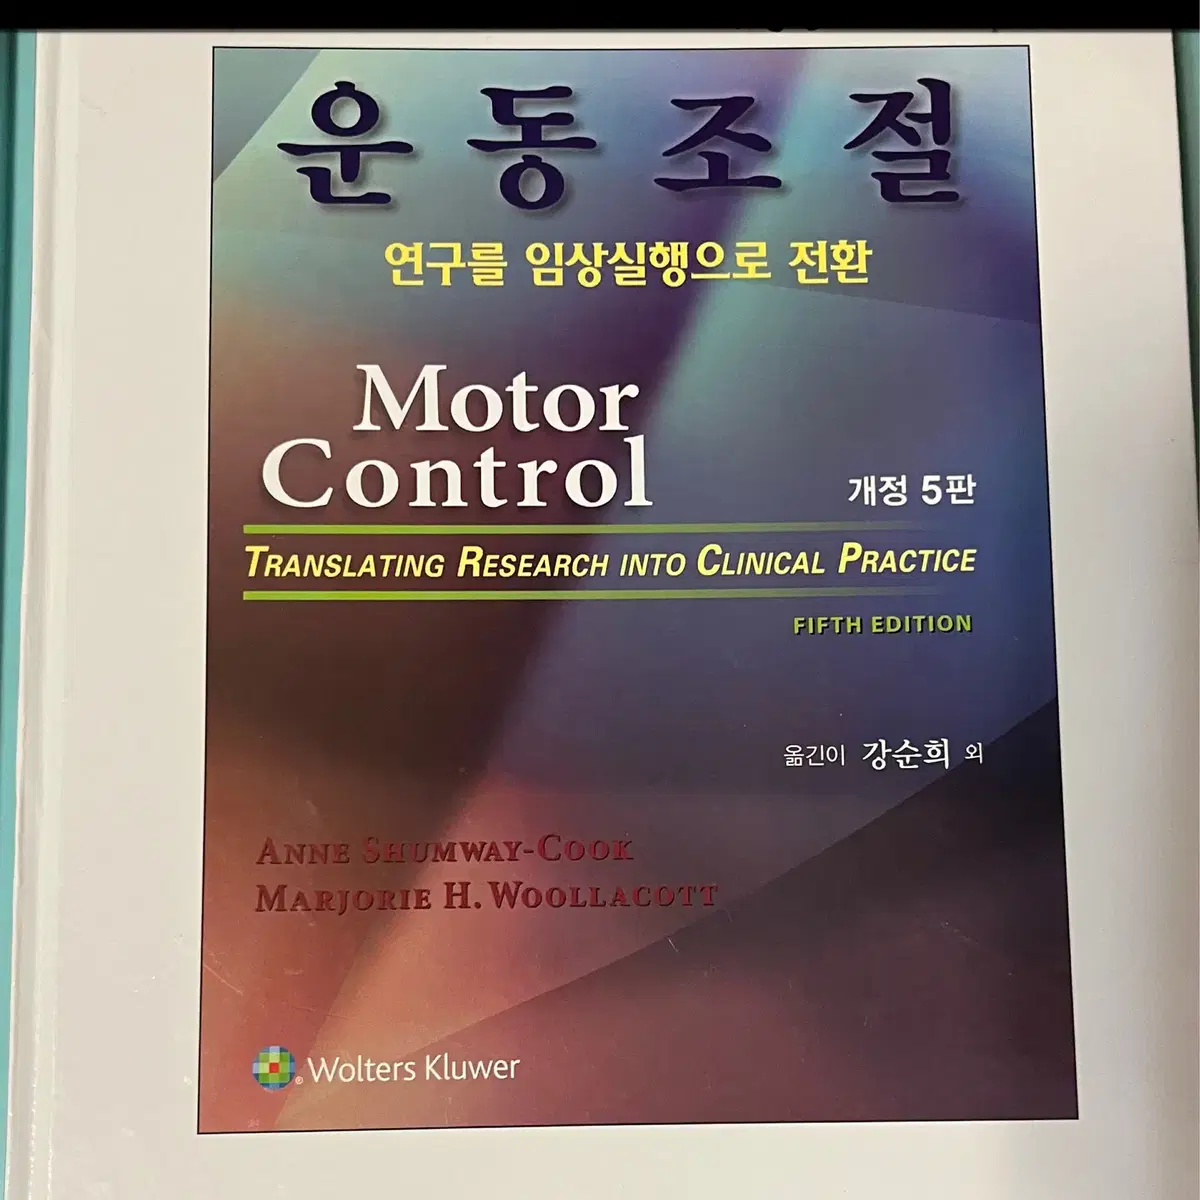 운동조절
연구를 임상실행으로 전환
Motor
Control
개정 5판
TRANSLATING RESEARCH INTO CLINICAL PRACTICE
FIFTH EDITION
옮긴이 강순희 외
ANNE SHUMWAY-COOK
MARJORIE H. WOOLLACOTT
Wolters Kluwer